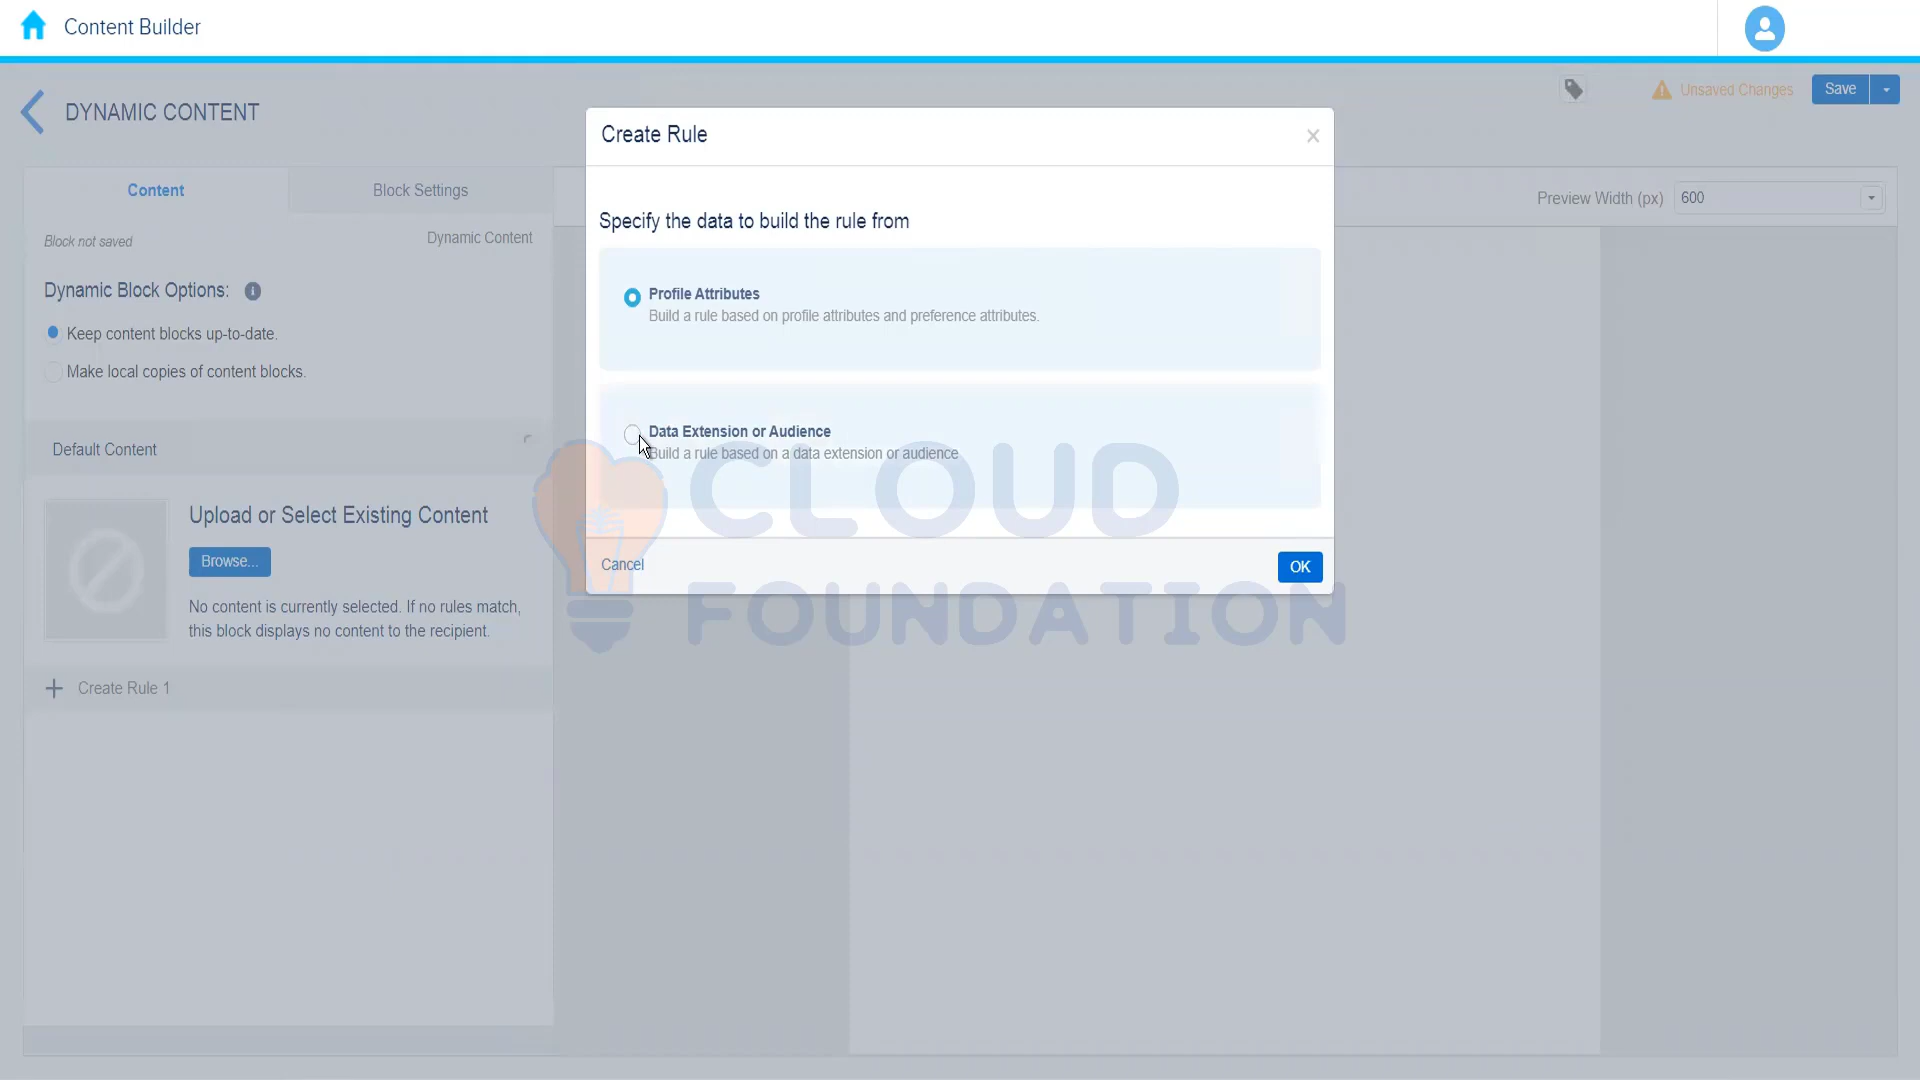 Content Builder
DYNAMIC CONTENT
Unsaved Changes
Save
Create Rule
Content
Block Settings
Preview Width (px)
600
Specify the data to build the rule from
Block not saved
Dynamic Content
Dynamic Block Options:
Profile Attributes
Build a rule based on profile attributes and preference attributes.
Keep content blocks up-to-date.
Make local copies of content blocks.
Data Extension or Audience
Build a rule based on a data extension or audience
Default Content
CLOUD
FOUNDATION
Upload or Select Existing Content
Browse...
No content is currently selected. If no rules match,
this block displays no content to the recipient.
Cancel
OK
Create Rule 1